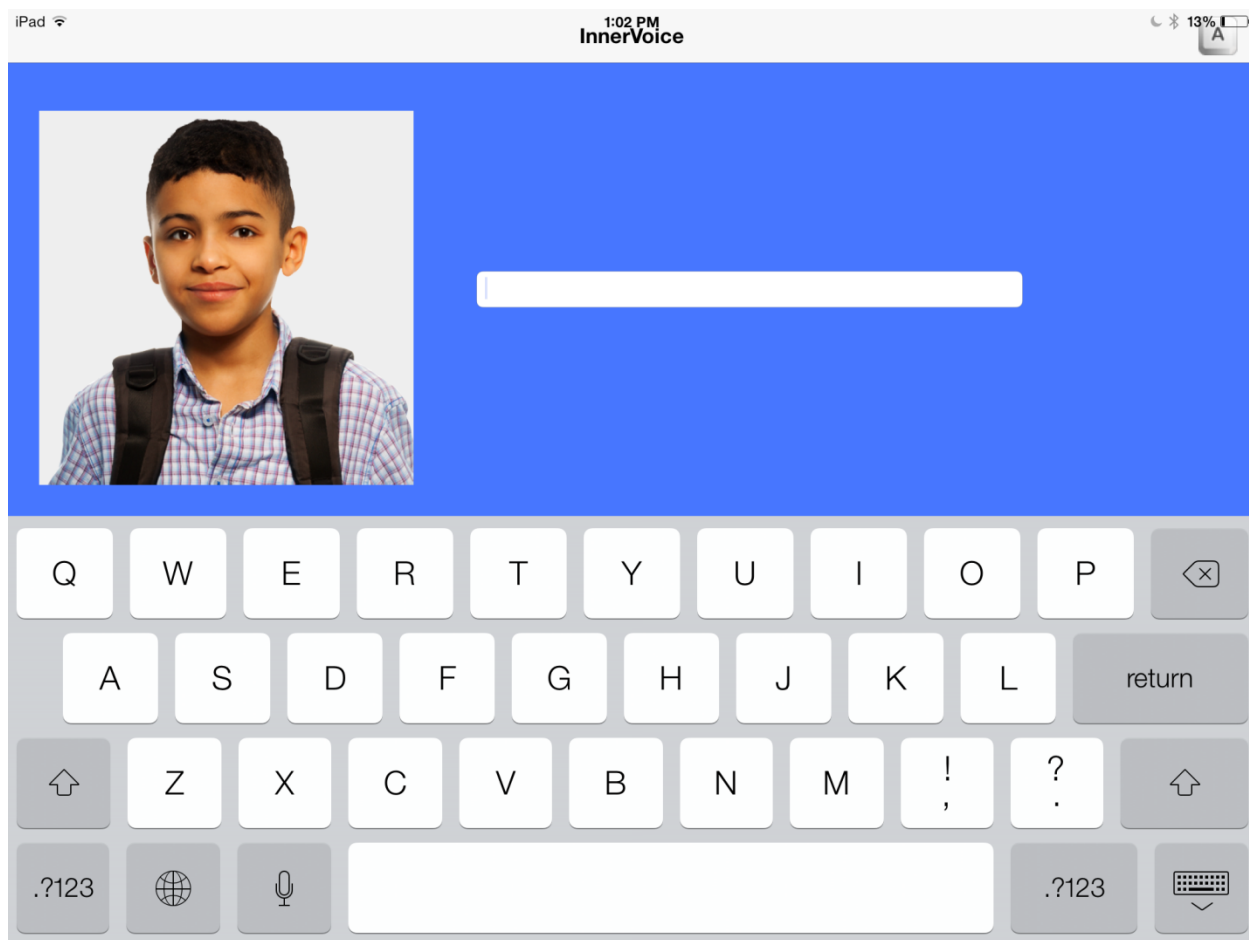 iPad 1:02 PM 13%
InnerVoice
A
Q W E R T Y U I O P
A S D F G H J K L return
Z X C V B N M ! , ? .
.?123 .?123